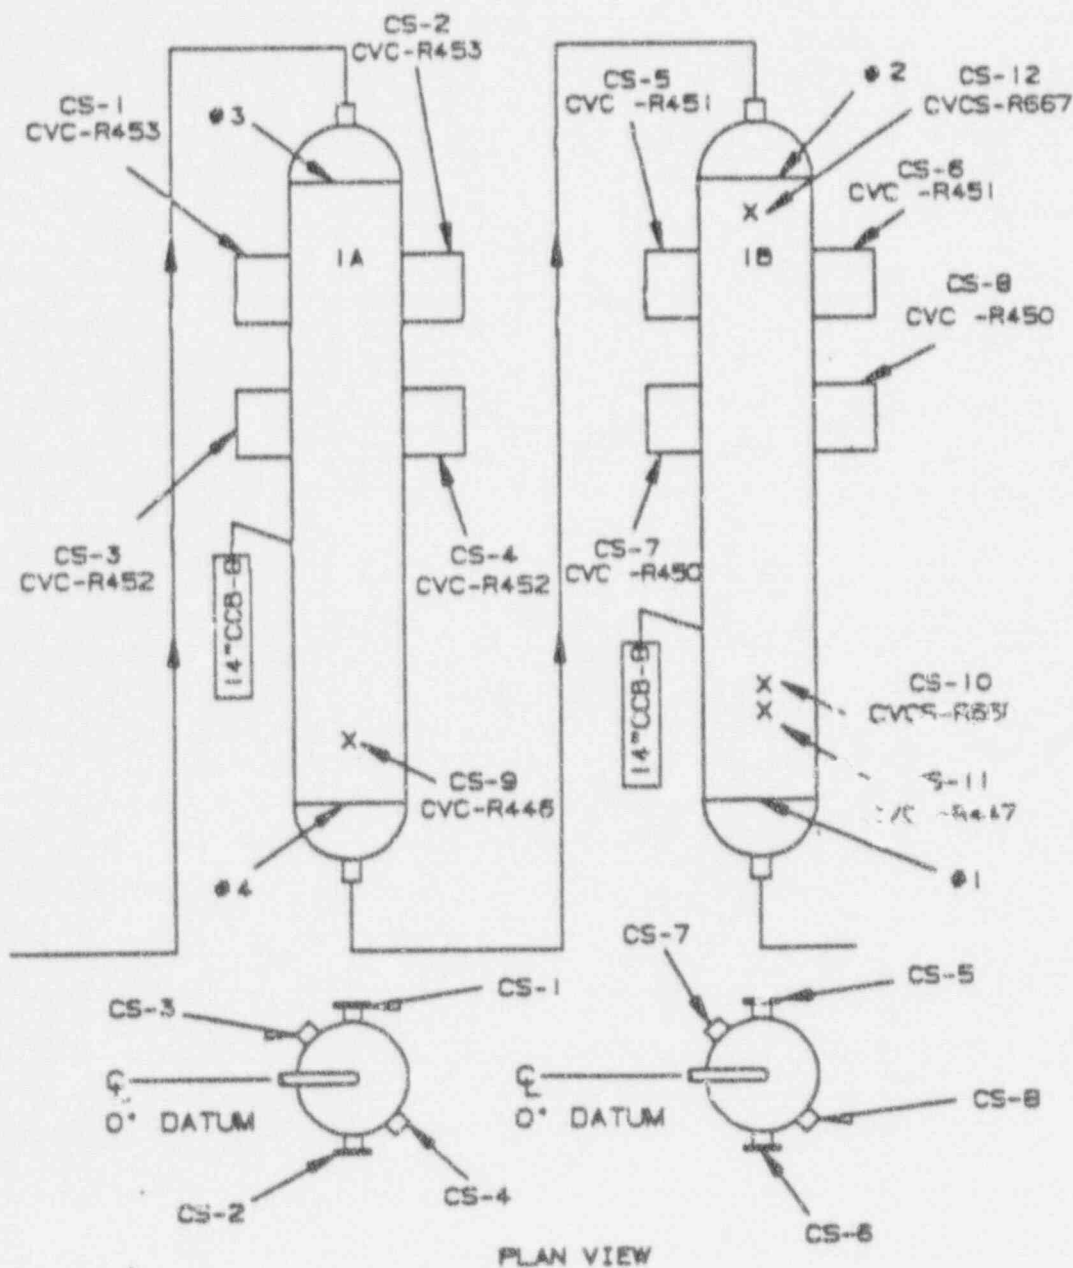 CS-2
CVC-R453
CS-1
CVC-R453
#3
CS-5
CVC -R451
#2
CS-12
CVCS-R667
CS-6
CVC -R451
1A
1B
CS-8
CVC -R450
CS-3
CVC-R452
CS-4
CVC-R452
CS-7
CVC -R450
14"CCB-8
14"CCB-8
CS-10
CS-9
CVC-R446
#4
#1
CS-7
CS-1
CS-5
CS-3
℄
0° DATUM
℄
0° DATUM
CS-8
CS-2
CS-4
CS-6
PLAN VIEW